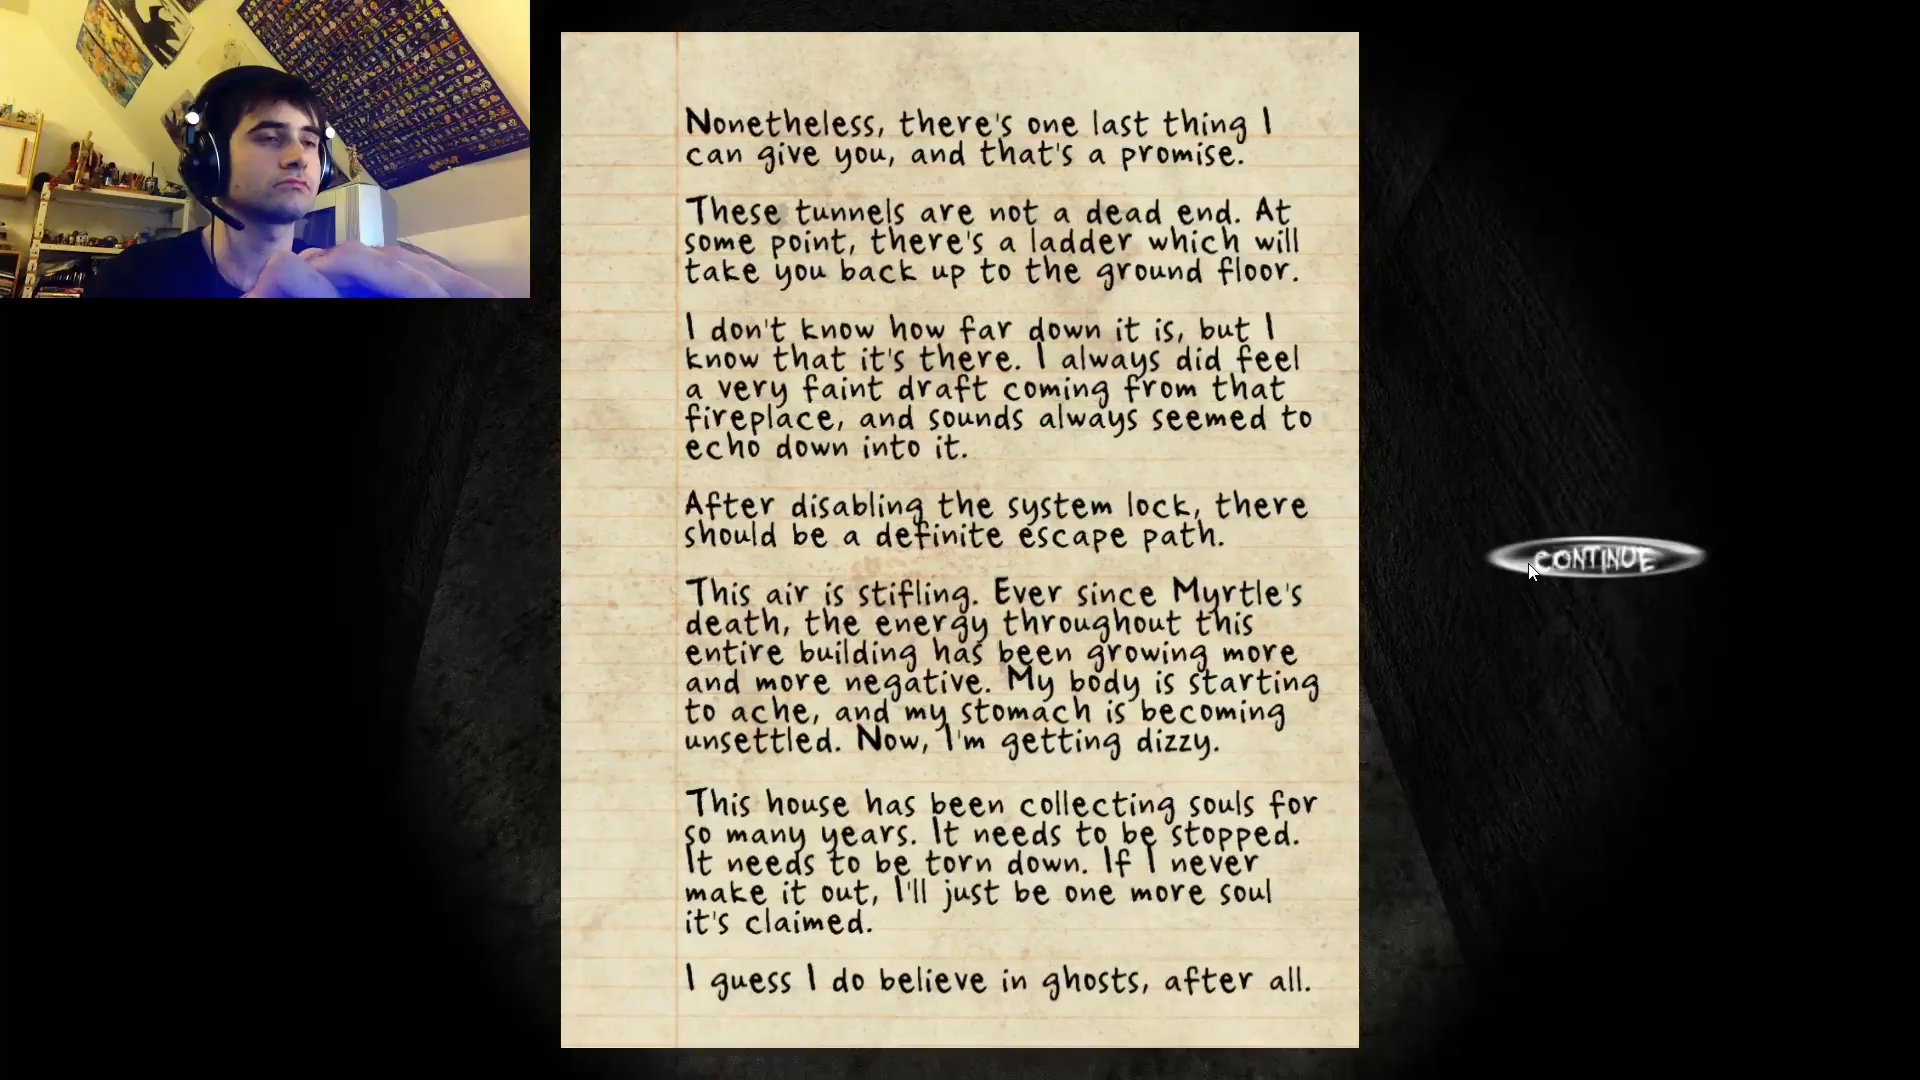 Nonetheless, there's one last thing I
can give you, and that's a promise.
These tunnels are not a dead end. At
some point, there's a ladder which will
take you back up to the ground floor.
I don't know how far down it is, but I
know that it's there. I always did feel
a very faint draft coming from that
fireplace, and sounds always seemed to
echo down into it.
After disabling the system lock, there
should be a definite escape path.
This air is stifling. Ever since Myrtle's
death, the energy throughout this
entire building has been growing more
and more negative. My body is starting
to ache, and my stomach is becoming
unsettled. Now, I'm getting dizzy.
This house has been collecting souls for
so many years. It needs to be stopped.
It needs to be torn down. If I never
make it out, I'll just be one more soul
it's claimed.
I guess I do believe in ghosts, after all.
CONTINUE